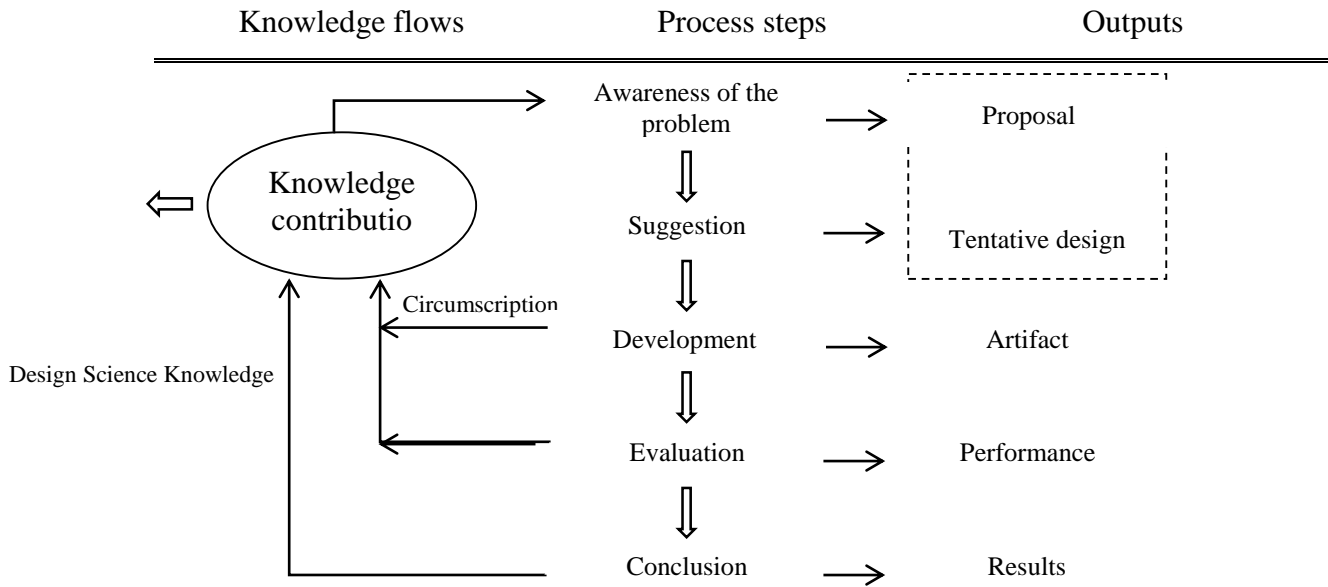 Knowledge flows
Process steps
Outputs
Awareness of the
problem
Proposal
Knowledge
contributio
Suggestion
Tentative design
Circumscription
Development
Artifact
Design Science Knowledge
Evaluation
Performance
Conclusion
Results